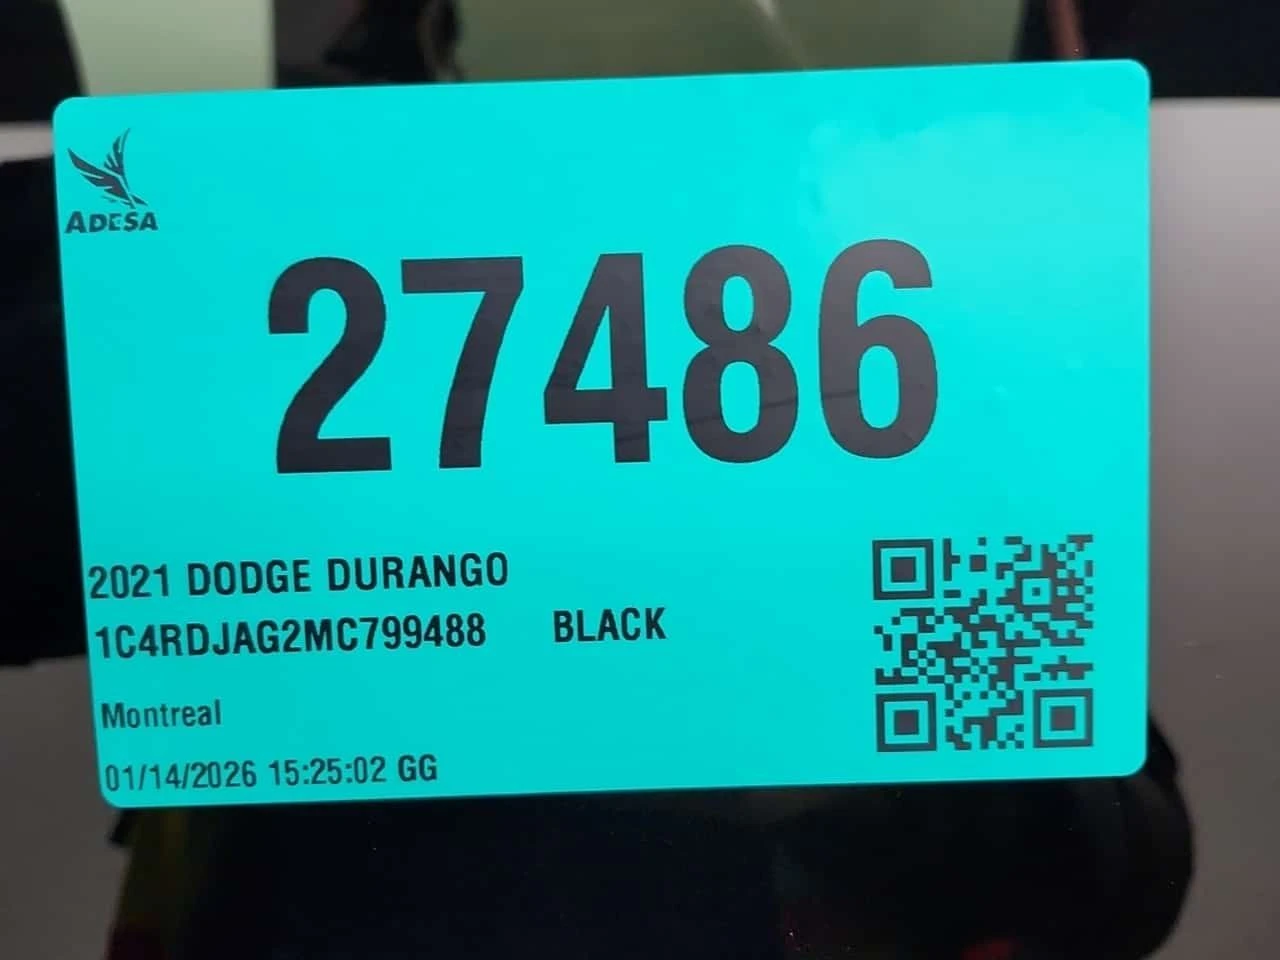 ADESA
27486
2021 DODGE DURANGO
1C4RDJAG2MC799488 BLACK
Montreal
01/14/2026 15:25:02 GG